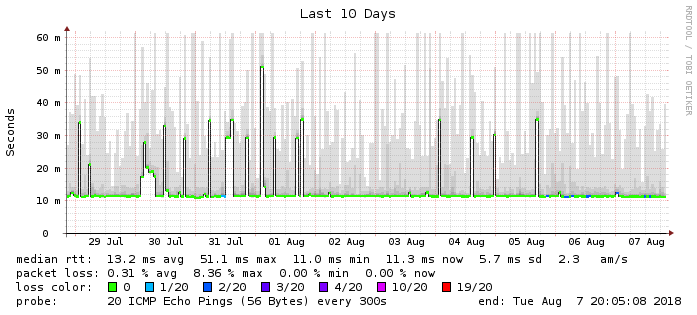 Last 10 Days
RRDTOOL / TOBI OETIKER
Seconds
60 m
50 m
40 m
30 m
20 m
10 m
0
29 Jul 30 Jul 31 Jul 01 Aug 02 Aug 03 Aug 04 Aug 05 Aug 06 Aug 07 Aug
median rtt: 13.2 ms avg 51.1 ms max 11.0 ms min 11.3 ms now 5.7 ms sd 2.3 am/s
packet loss: 0.31 % avg 8.36 % max 0.00 % min 0.00 % now
loss color: 0 1/20 2/20 3/20 4/20 10/20 19/20
probe: 20 ICMP Echo Pings (56 Bytes) every 300s end: Tue Aug 7 20:05:08 2018